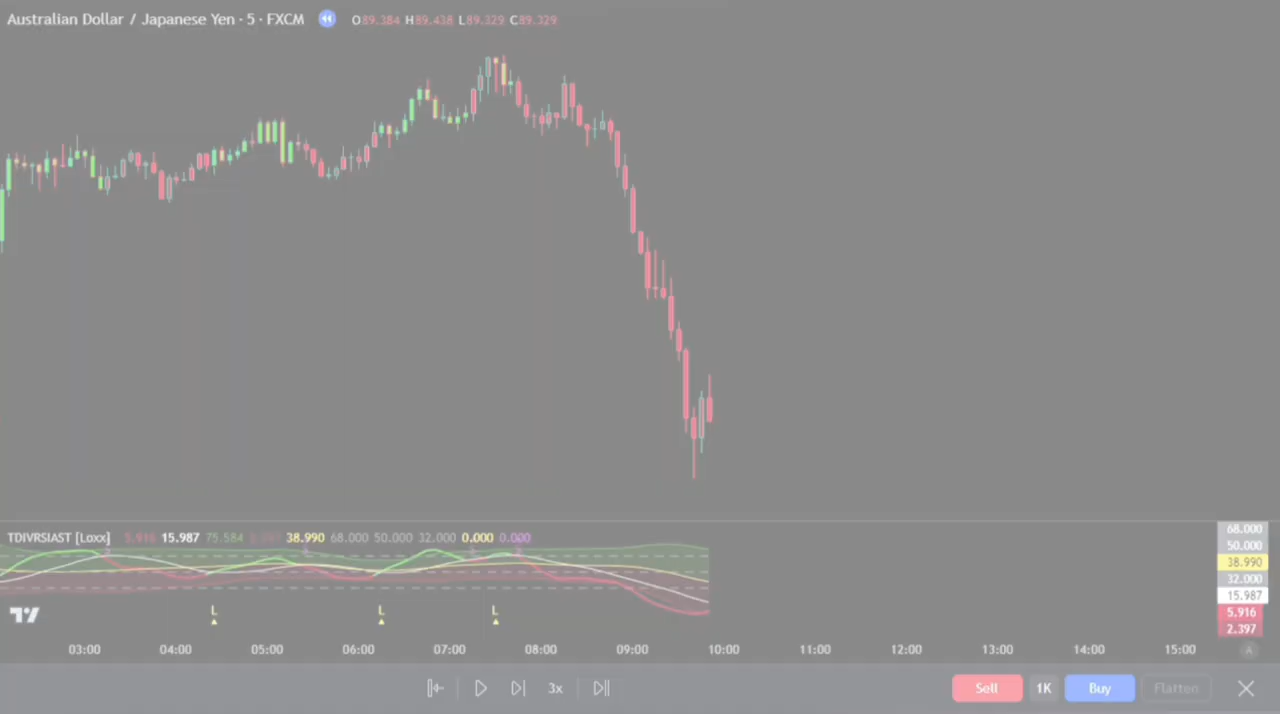 Australian Dollar / Japanese Yen · 5 · FXCM O89.384 H89.438 L89.329 C89.329
TDIVRSIAST [Loxx] 5.916 15.987 75.584 2.397 38.990 68.000 50.000 32.000 0.000 0.000
68.000
50.000
38.990
32.000
15.987
5.916
2.397
L L L
03:00 04:00 05:00 06:00 07:00 08:00 09:00 10:00 11:00 12:00 13:00 14:00 15:00 A
3x Sell 1K Buy Flatten